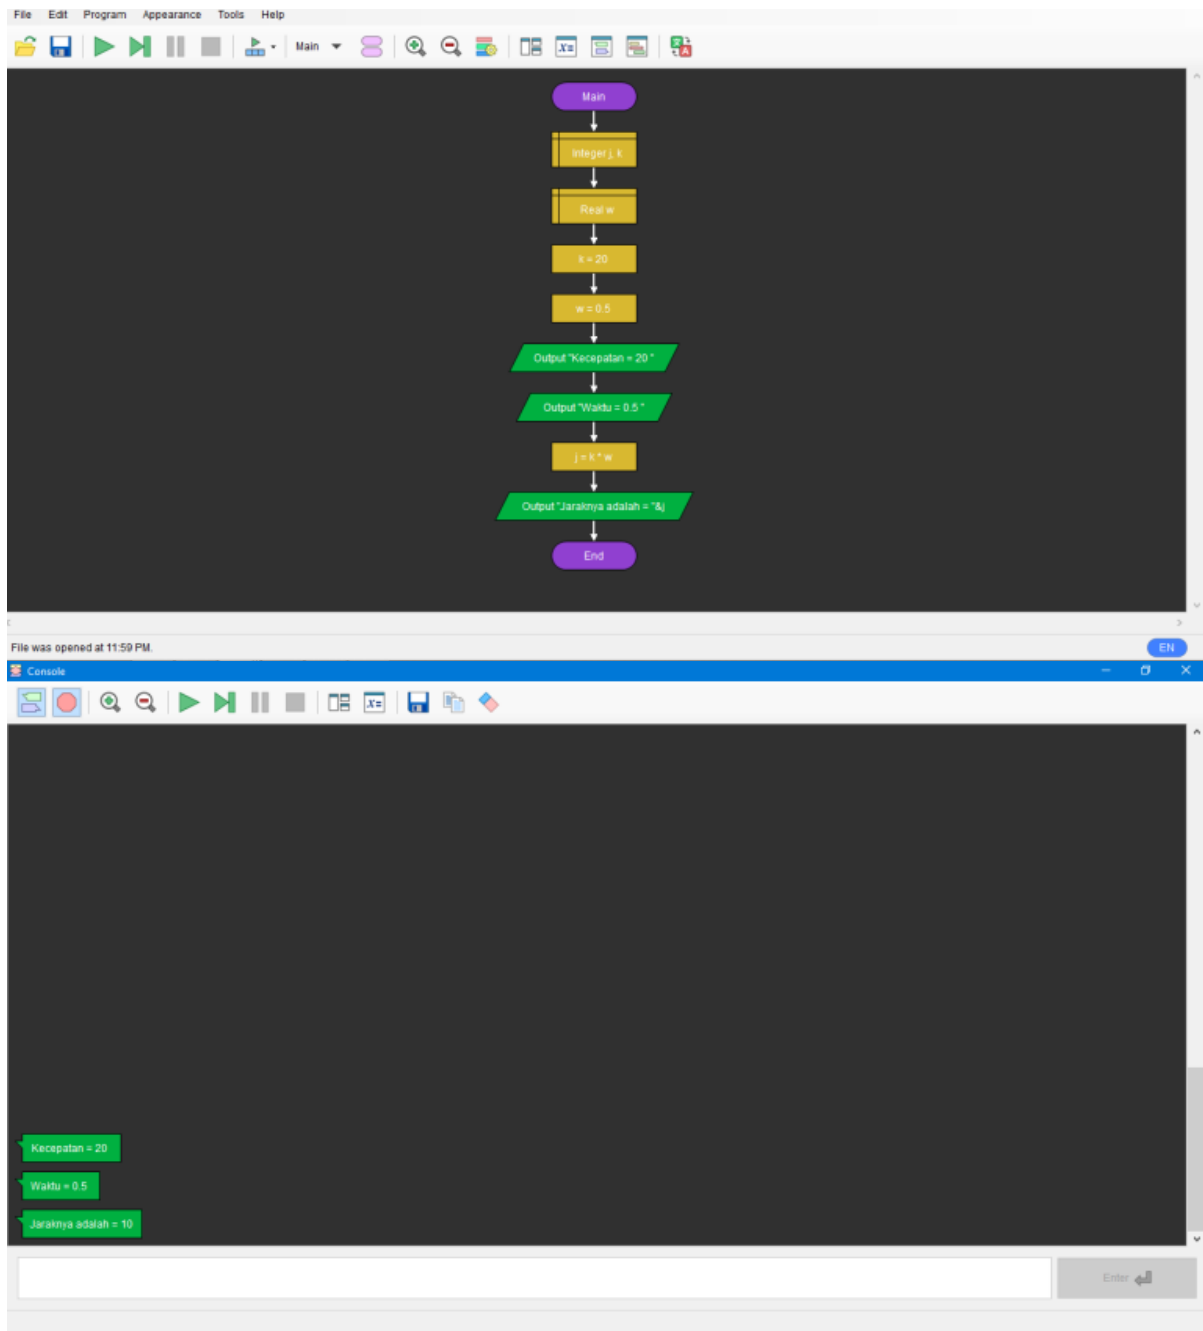 File Edit Program Appearance Tools Help
Main
Main
Integer j, k
Real w
k = 20
w = 0.5
Output "Kecepatan = 20 "
Output "Waktu = 0.5 "
j = k * w
Output "Jaraknya adalah = "&j
End
File was opened at 11:59 PM.
EN
Console
Kecepatan = 20
Waktu = 0.5
Jaraknya adalah = 10
Enter